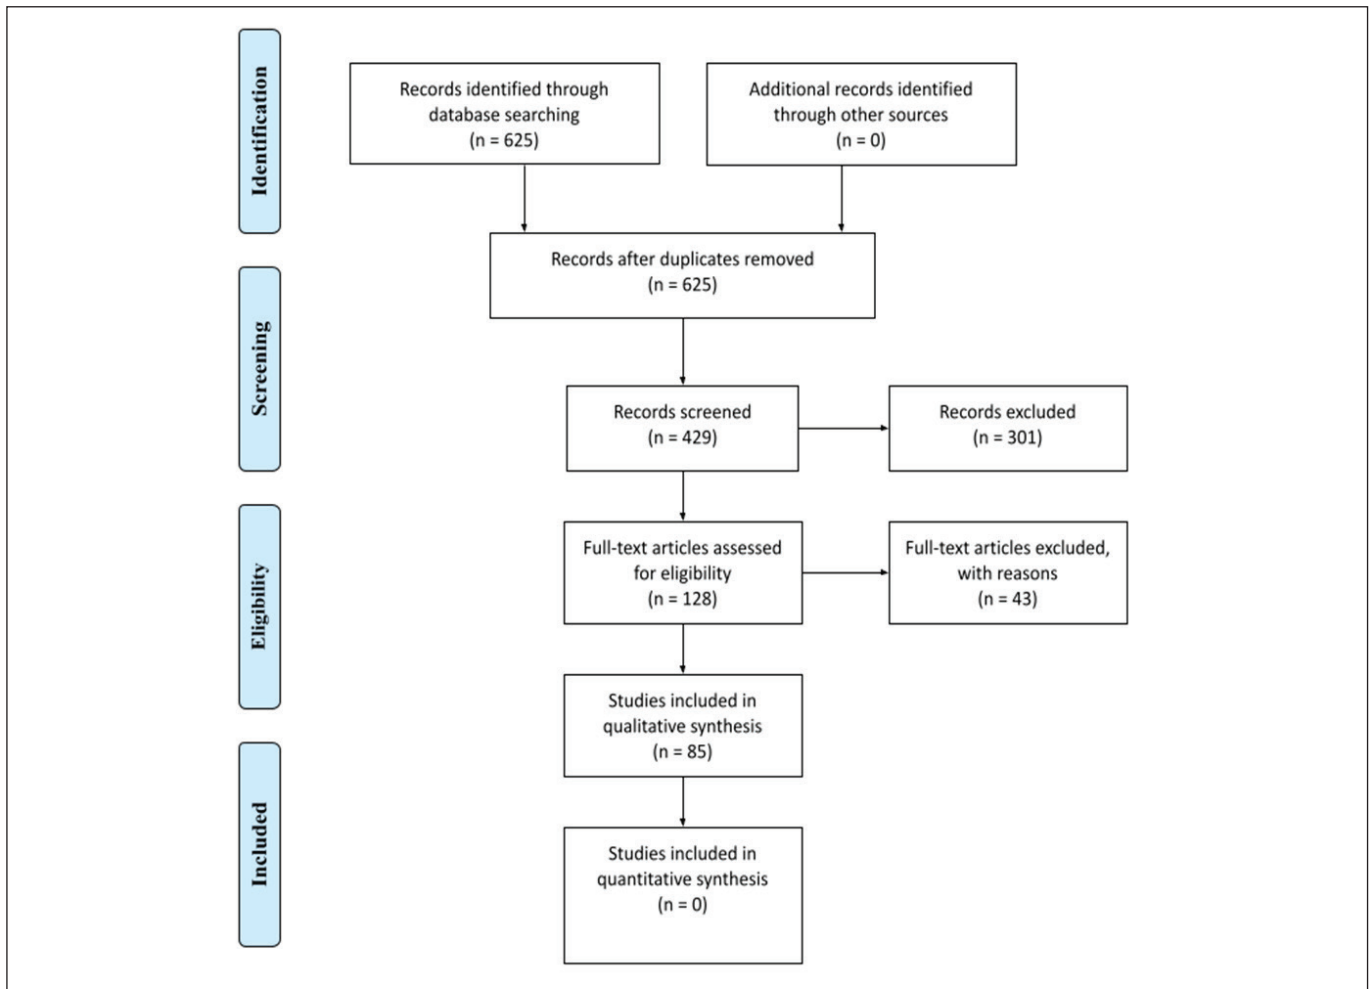 Identification
Records identified through
database searching
(n = 625)
Additional records identified
through other sources
(n = 0)
Records after duplicates removed
(n = 625)
Screening
Records screened
(n = 429)
Records excluded
(n = 301)
Eligibility
Full-text articles assessed
for eligibility
(n = 128)
Full-text articles excluded,
with reasons
(n = 43)
Studies included in
qualitative synthesis
(n = 85)
Included
Studies included in
quantitative synthesis
(n = 0)